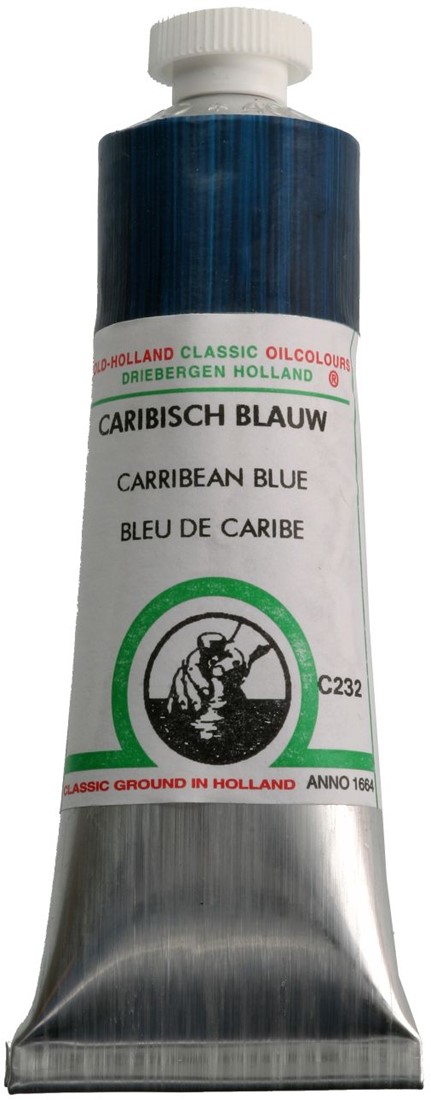 OLD-HOLLAND CLASSIC OILCOLOURS
DRIEBERGEN HOLLAND ®
CARIBISCH BLAUW
CARRIBEAN BLUE
BLEU DE CARIBE
C232
CLASSIC GROUND IN HOLLAND ANNO 1664